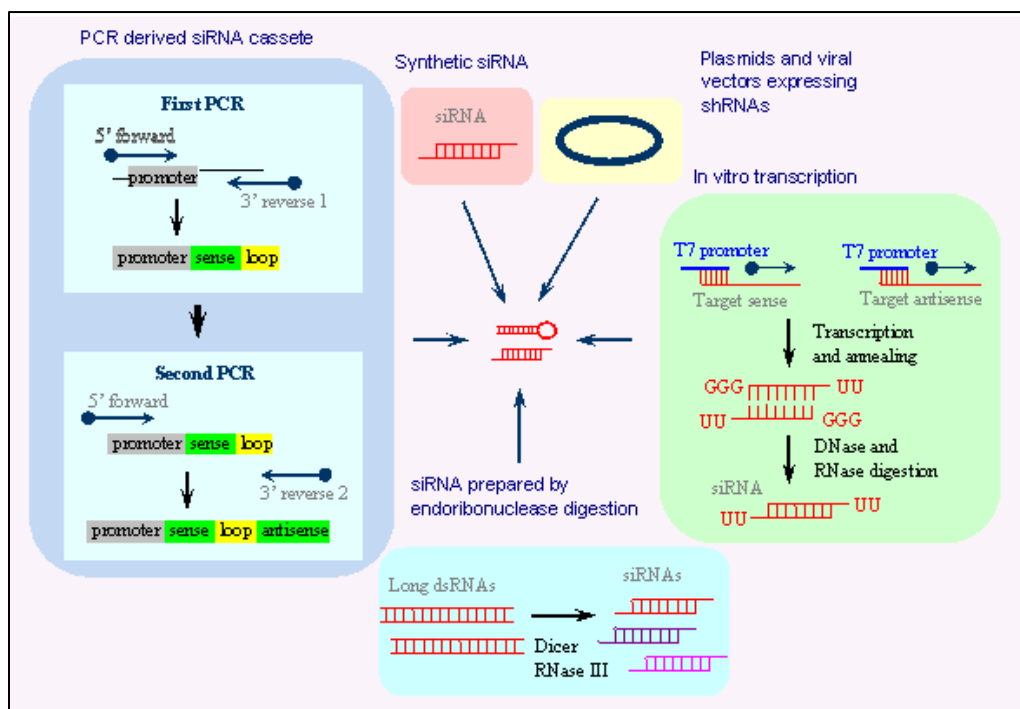 PCR derived siRNA cassete
First PCR
5' forward
promoter
3' reverse 1
promoter sense loop
Second PCR
5' forward
promoter sense loop
3' reverse 2
promoter sense loop antisense
Synthetic siRNA
siRNA
Plasmids and viral
vectors expressing
shRNAs
In vitro transcription
T7 promoter
T7 promoter
Target sense
Target antisense
Transcription
and annealing
GGG
UU
UU
GGG
DNase and
RNase digestion
siRNA
UU
UU
siRNA prepared by
endoribonuclease digestion
Long dsRNAs
siRNAs
Dicer
RNase III